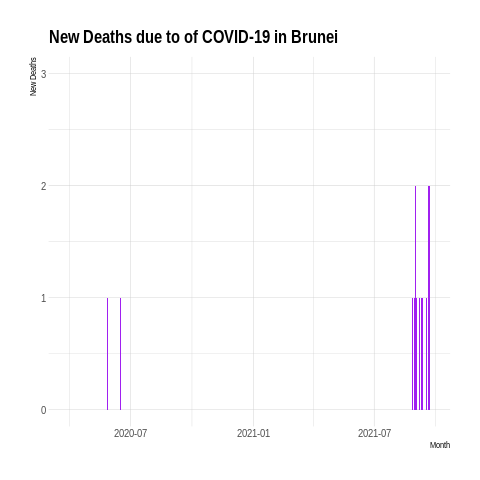 New Deaths due to of COVID-19 in Brunei
New Deaths
3
2
1
0
2020-07
2021-01
2021-07
Month